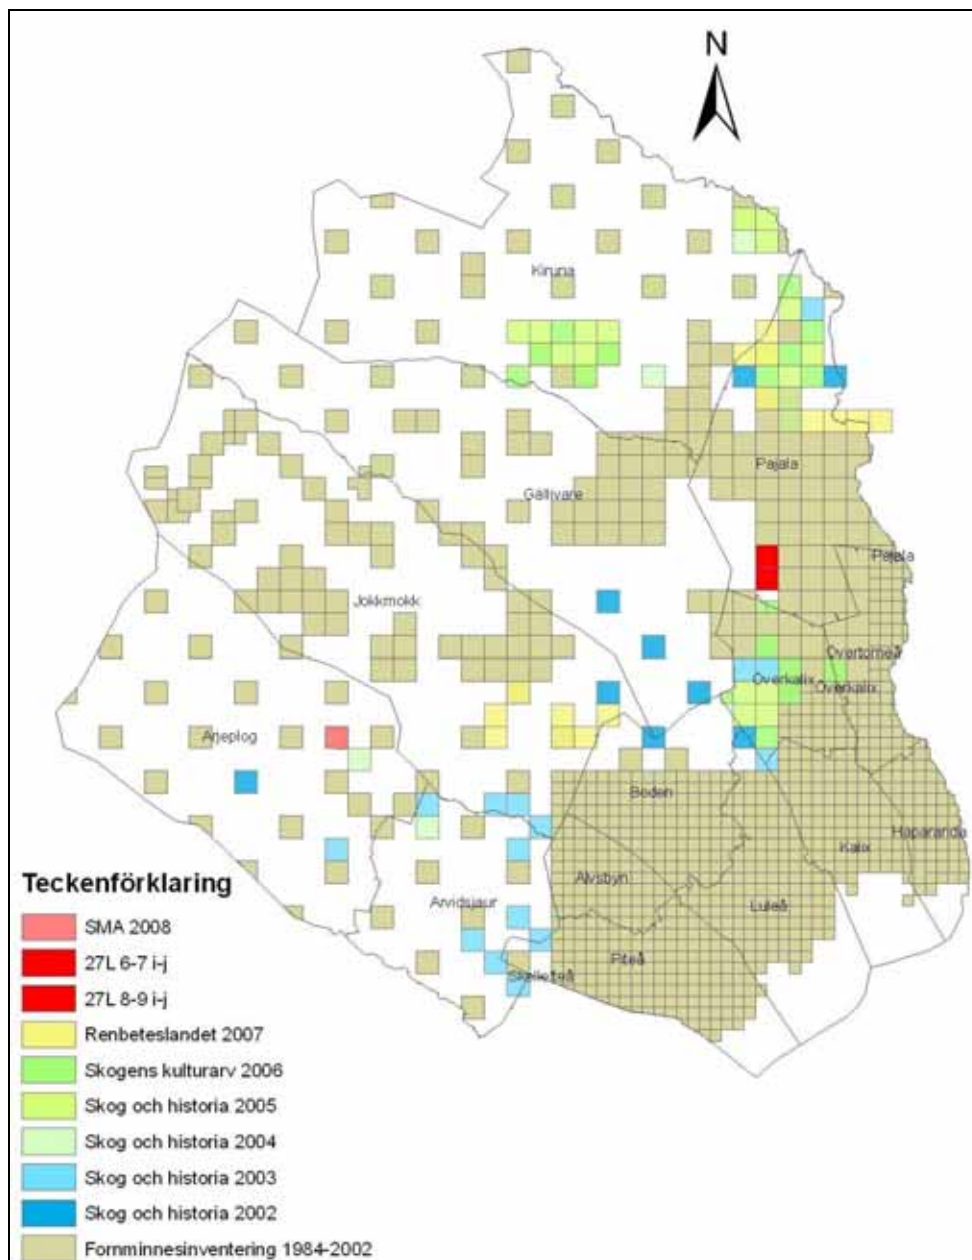 N
Kiruna
Pajala
Gällivare
Pajala
Jokkmokk
Övertorneå
Överkalix
Överkalix
Arjeplog
Boden
Haparanda
Kalix
Älvsbyn
Arvidsjaur
Luleå
Piteå
Skellefteå
Teckenförklaring
SMA 2008
27L 6-7 i-j
27L 8-9 i-j
Renbeteslandet 2007
Skogens kulturarv 2006
Skog och historia 2005
Skog och historia 2004
Skog och historia 2003
Skog och historia 2002
Fornminnesinventering 1984-2002